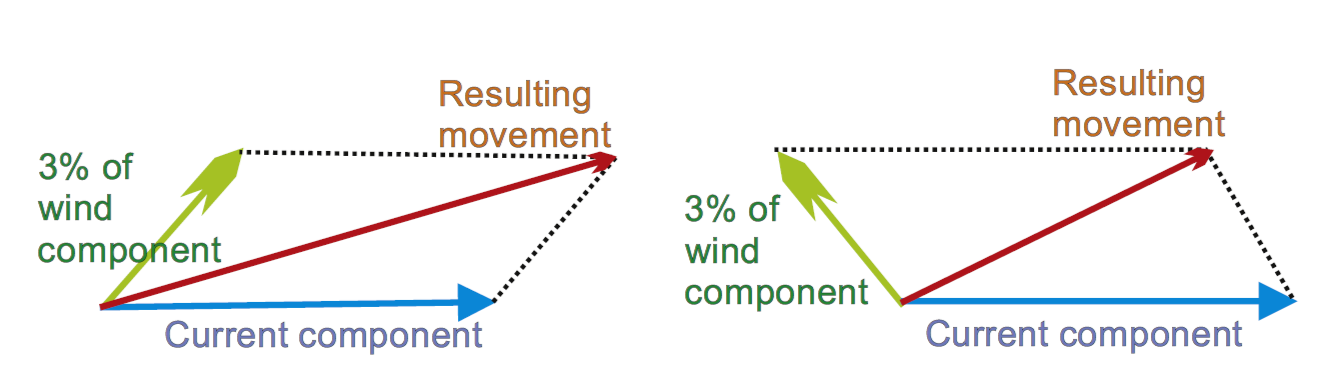 Resulting
movement
3% of
wind
component
Current component
Resulting
movement
3% of
wind
component
Current component